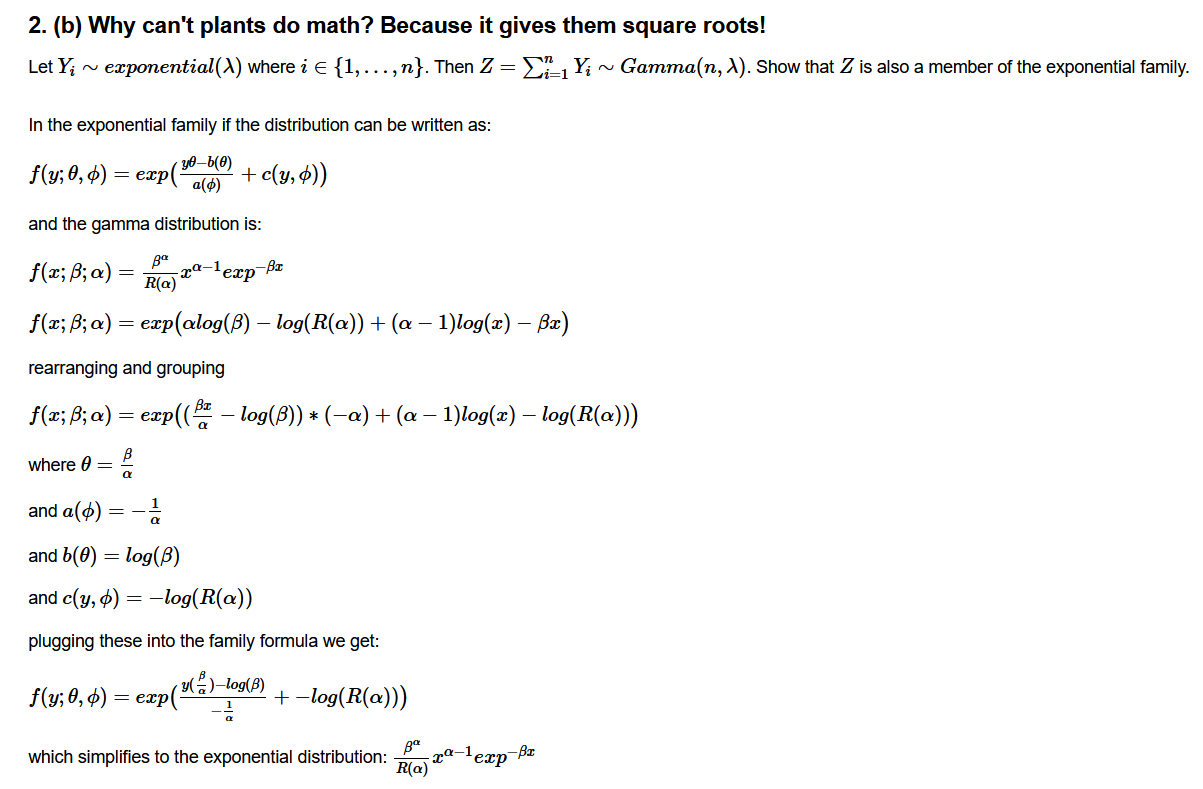 2. (b) Why can't plants do math? Because it gives them square roots!
Let $Y_i \sim exponential(\lambda)$ where $i \in \{1, \ldots, n\}$. Then $Z = \sum_{i=1}^{n} Y_i \sim Gamma(n, \lambda)$. Show that $Z$ is also a member of the exponential family.
In the exponential family if the distribution can be written as:
$f(y; \theta, \phi) = exp(\frac{y\theta - b(\theta)}{a(\phi)} + c(y, \phi))$
and the gamma distribution is:
$f(x; \beta; \alpha) = \frac{\beta^\alpha}{R(\alpha)} x^{\alpha-1} exp^{-\beta x}$
$f(x; \beta; \alpha) = exp(\alpha log(\beta) - log(R(\alpha)) + (\alpha - 1)log(x) - \beta x)$
rearranging and grouping
$f(x; \beta; \alpha) = exp((\frac{\beta x}{\alpha} - log(\beta)) * (-\alpha) + (\alpha - 1)log(x) - log(R(\alpha)))$
where $\theta = \frac{\beta}{\alpha}$
and $a(\phi) = -\frac{1}{\alpha}$
and $b(\theta) = log(\beta)$
and $c(y, \phi) = -log(R(\alpha))$
plugging these into the family formula we get:
$f(y; \theta, \phi) = exp(\frac{y(\frac{\beta}{\alpha}) - log(\beta)}{-\frac{1}{\alpha}} + -log(R(\alpha)))$
which simplifies to the exponential distribution: $\frac{\beta^\alpha}{R(\alpha)} x^{\alpha-1} exp^{-\beta x}$